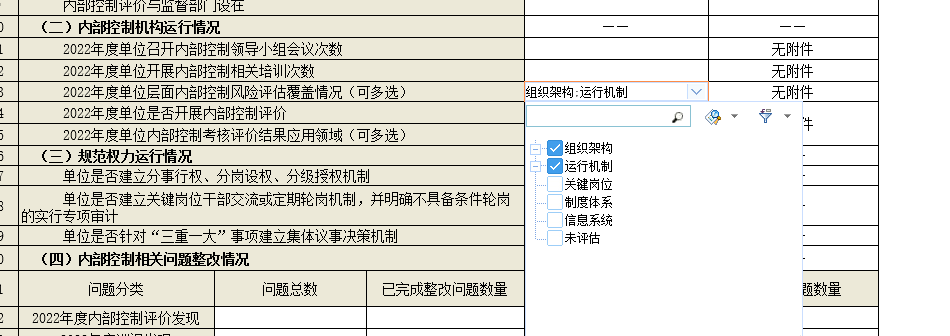 内部控制评价与监督部门设在
（二）内部控制机构运行情况 —— ——
2022年度单位召开内部控制领导小组会议次数 无附件
2022年度单位开展内部控制相关培训次数 无附件
2022年度单位层面内部控制风险评估覆盖情况（可多选） 组织架构;运行机制 无附件
2022年度单位是否开展内部控制评价
2022年度单位内部控制考核评价结果应用领域（可多选） 件
（三）规范权力运行情况
单位是否建立分事行权、分岗设权、分级授权机制
单位是否建立关键岗位干部交流或定期轮岗机制，并明确不具备条件轮岗
的实行专项审计
单位是否针对“三重一大”事项建立集体议事决策机制
（四）内部控制相关问题整改情况
组织架构
运行机制
关键岗位
制度体系
信息系统
未评估
问题分类 问题总数 已完成整改问题数量 题数量
2022年度内部控制评价发现